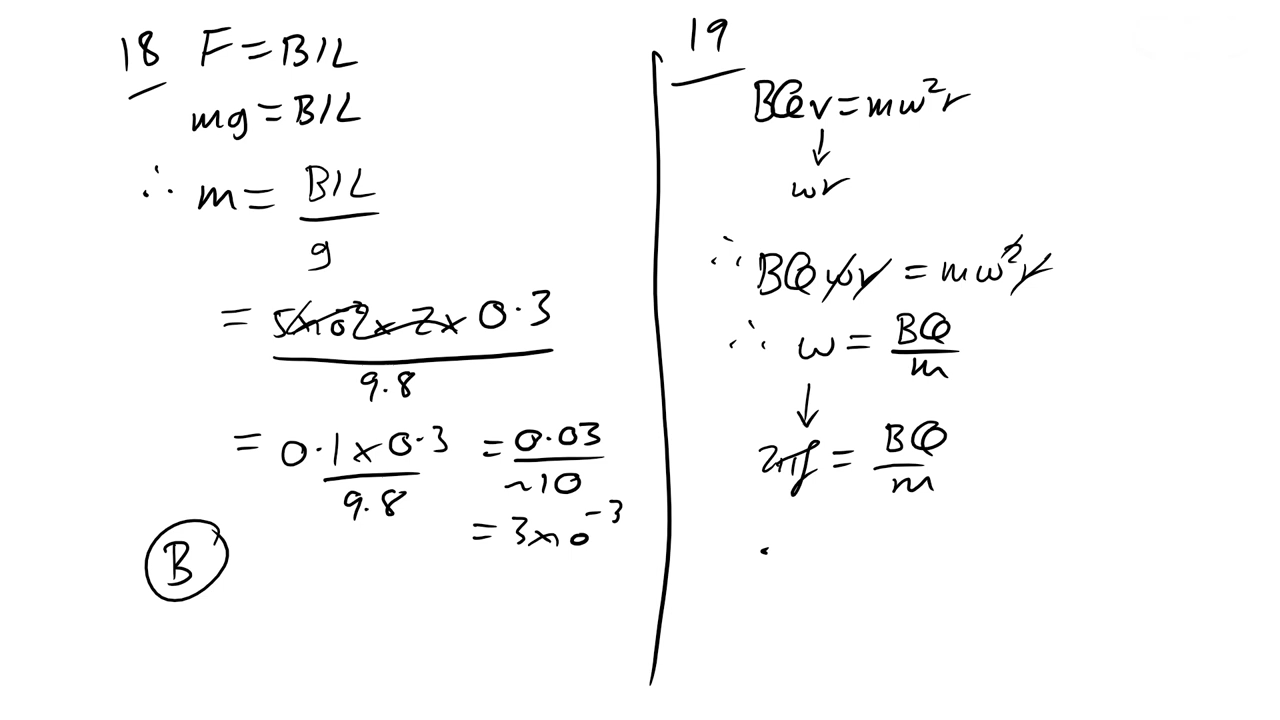 18 F = BIL
mg = BIL
∴ m = BIL / g
= 5×10⁻²×2× 0.3 / 9.8
= 0.1 × 0.3 / 9.8 = 0.03 / ~10
= 3×10⁻³
B
19
BQv = mω²r
↓
ωr
∴ BQωr = mω²r
∴ ω = BQ / m
↓
2πf = BQ / m